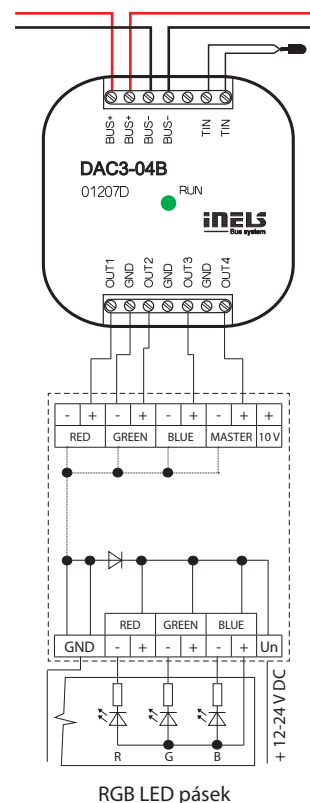 BUS+ BUS+ BUS- BUS- TIN TIN
DAC3-04B
01207D RUN
iNELS
Bus system
OUT1 GND OUT2 GND OUT3 GND OUT4
- + - + - + - + +
RED GREEN BLUE MASTER 10 V
RED GREEN BLUE
GND - + - + - + Un
+ 12-24 V DC
R G B
RGB LED pásek